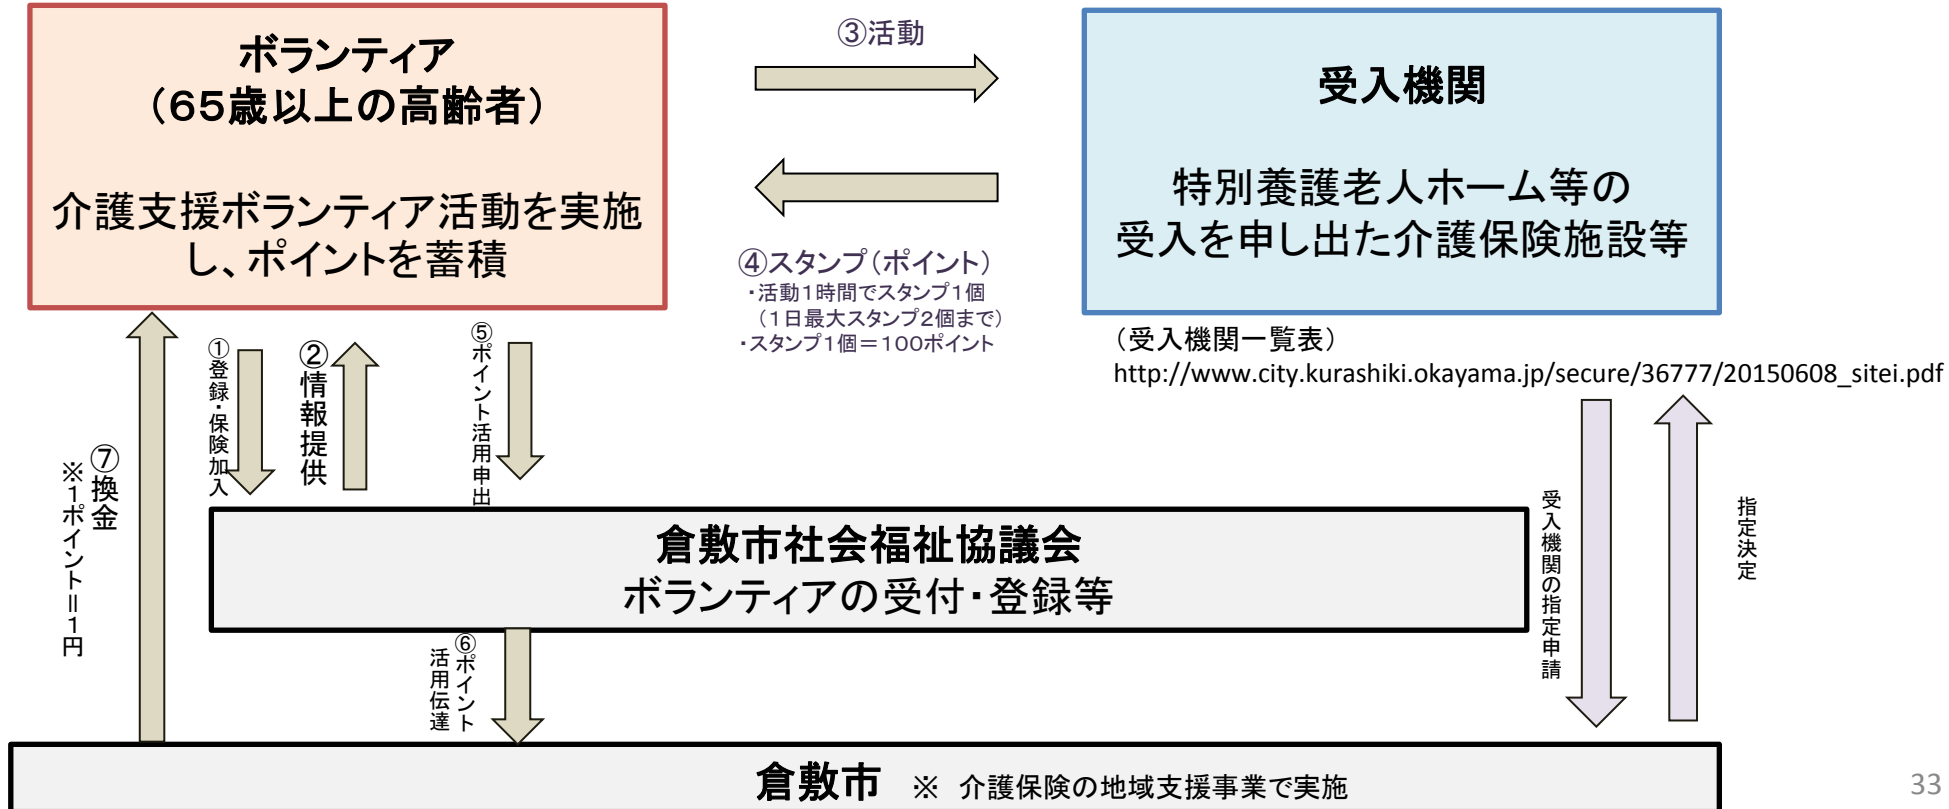 ボランティア
（６５歳以上の高齢者）
介護支援ボランティア活動を実施
し、ポイントを蓄積
③活動
④スタンプ（ポイント）
・活動１時間でスタンプ１個
（１日最大スタンプ２個まで）
・スタンプ１個＝１００ポイント
受入機関
特別養護老人ホーム等の
受入を申し出た介護保険施設等
（受入機関一覧表）
http://www.city.kurashiki.okayama.jp/secure/36777/20150608_sitei.pdf
⑦換金
※１ポイント＝１円
①登録・保険加入
②情報提供
⑤ポイント活用申出
倉敷市社会福祉協議会
ボランティアの受付・登録等
⑥ポイント
活用伝達
受入機関の指定申請
指定決定
倉敷市 ※ 介護保険の地域支援事業で実施
33